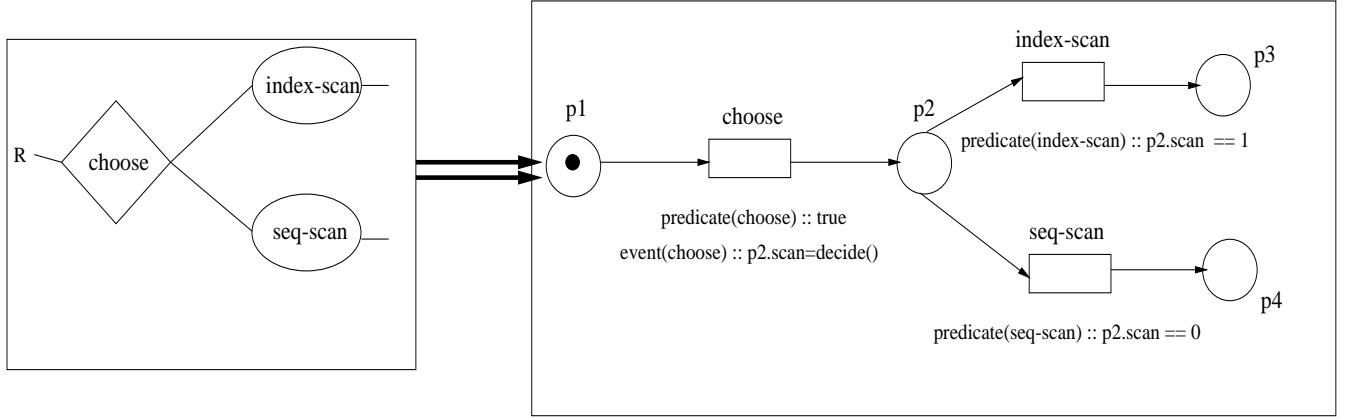 R
choose
index-scan
seq-scan
p1
choose
predicate(choose) :: true
event(choose) :: p2.scan=decide()
p2
index-scan
p3
predicate(index-scan) :: p2.scan == 1
seq-scan
p4
predicate(seq-scan) :: p2.scan == 0